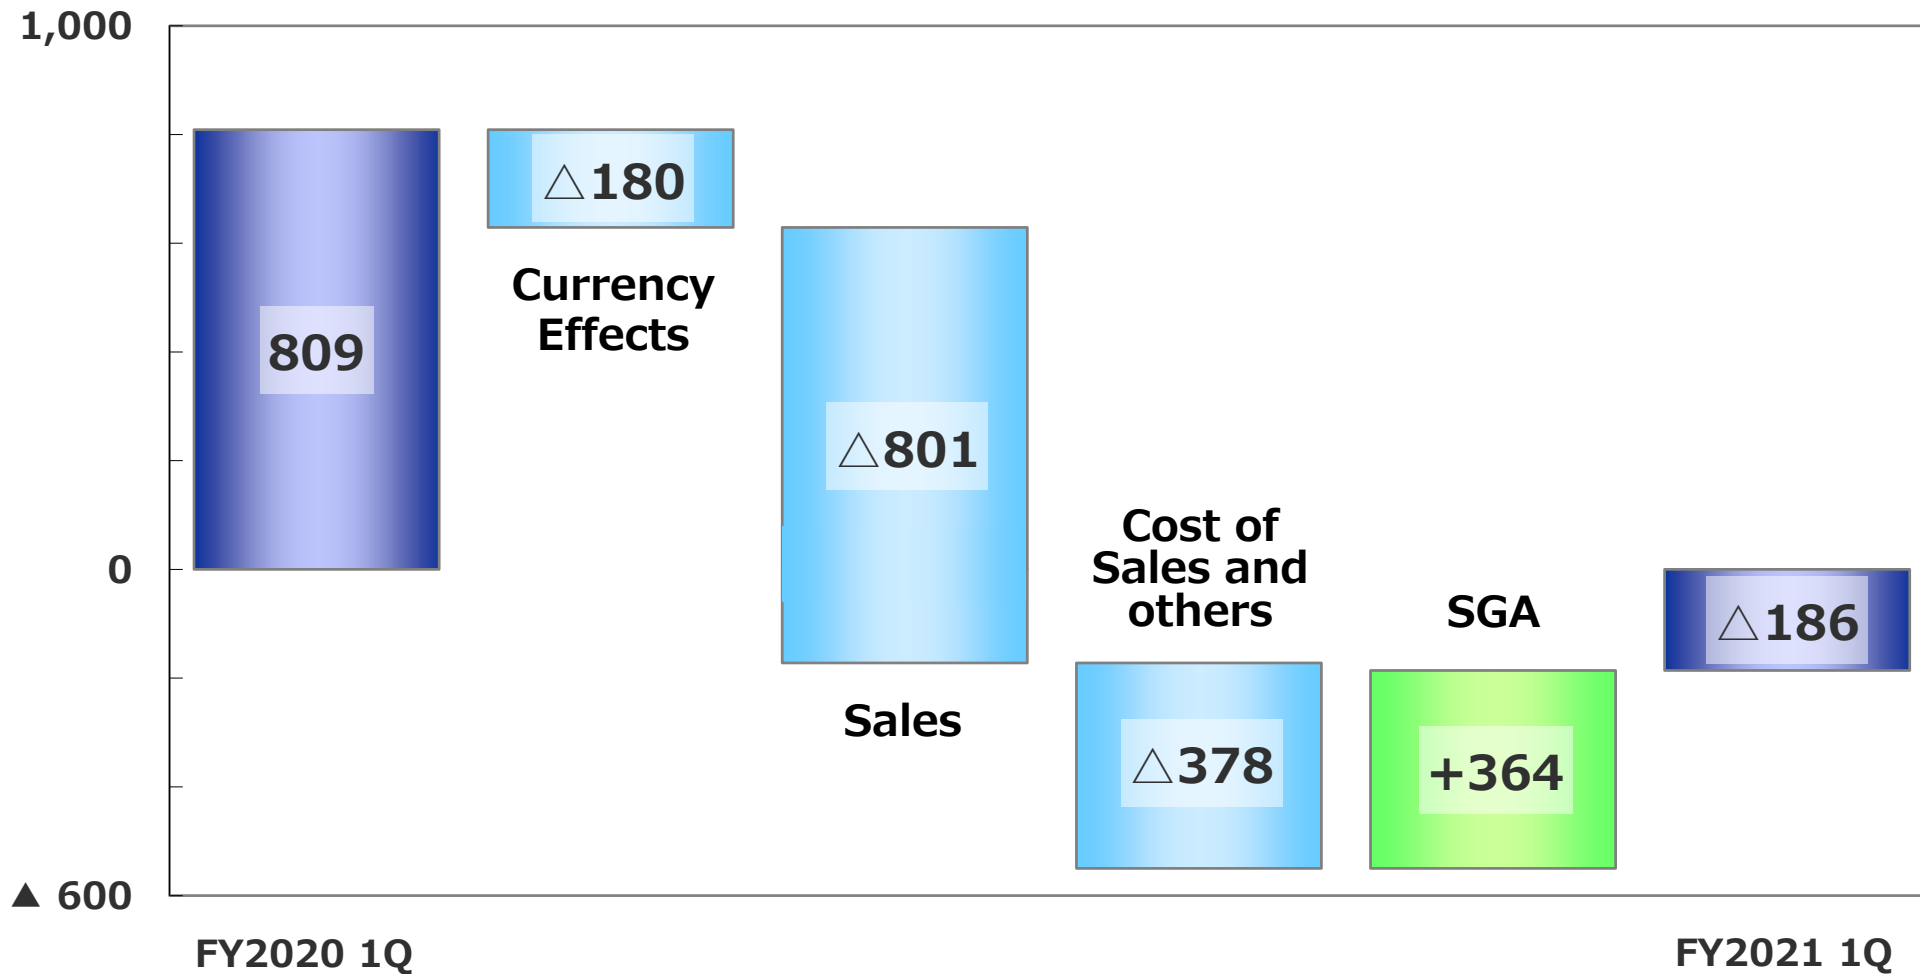 1,000
△180
Currency
Effects
809
△801
Cost of
Sales and
others
0
SGA
△186
Sales
△378
+364
▲ 600
FY2020 1Q
FY2021 1Q